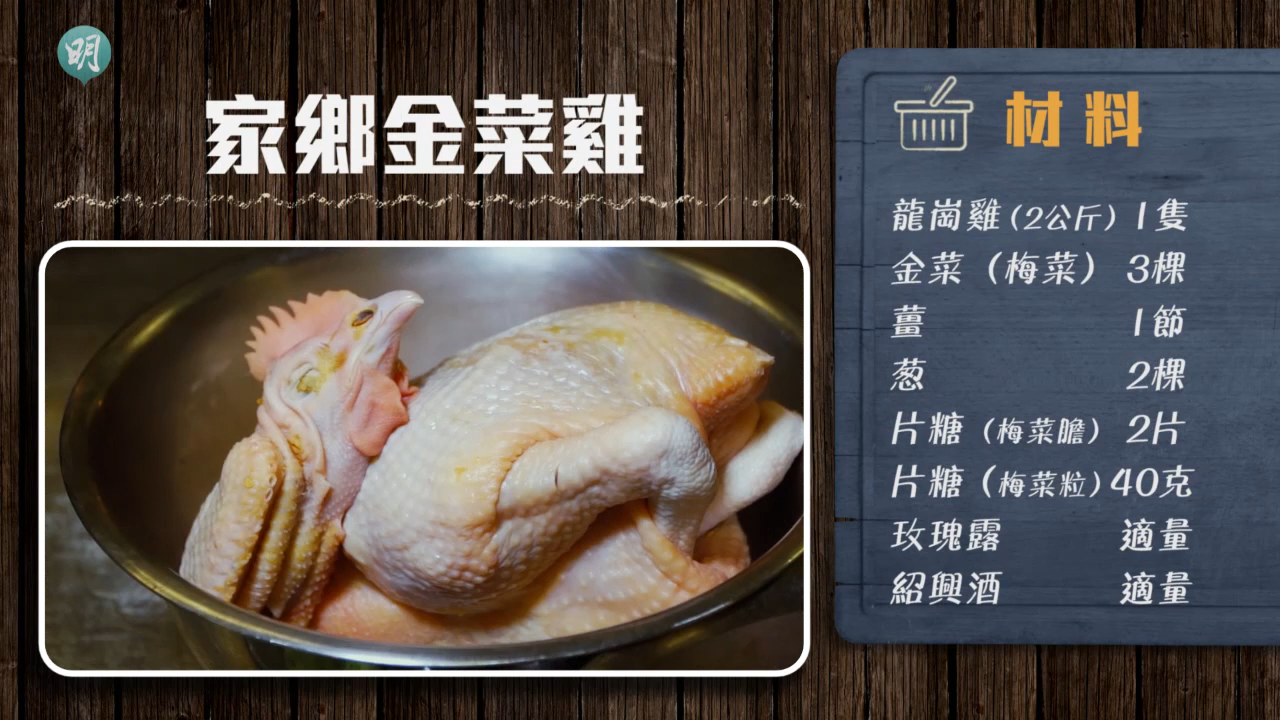 明
家鄉金菜雞
材料
龍崗雞(2公斤) 1隻
金菜（梅菜） 3棵
薑 1節
葱 2棵
片糖（梅菜膽） 2片
片糖（梅菜粒）40克
玫瑰露 適量
紹興酒 適量